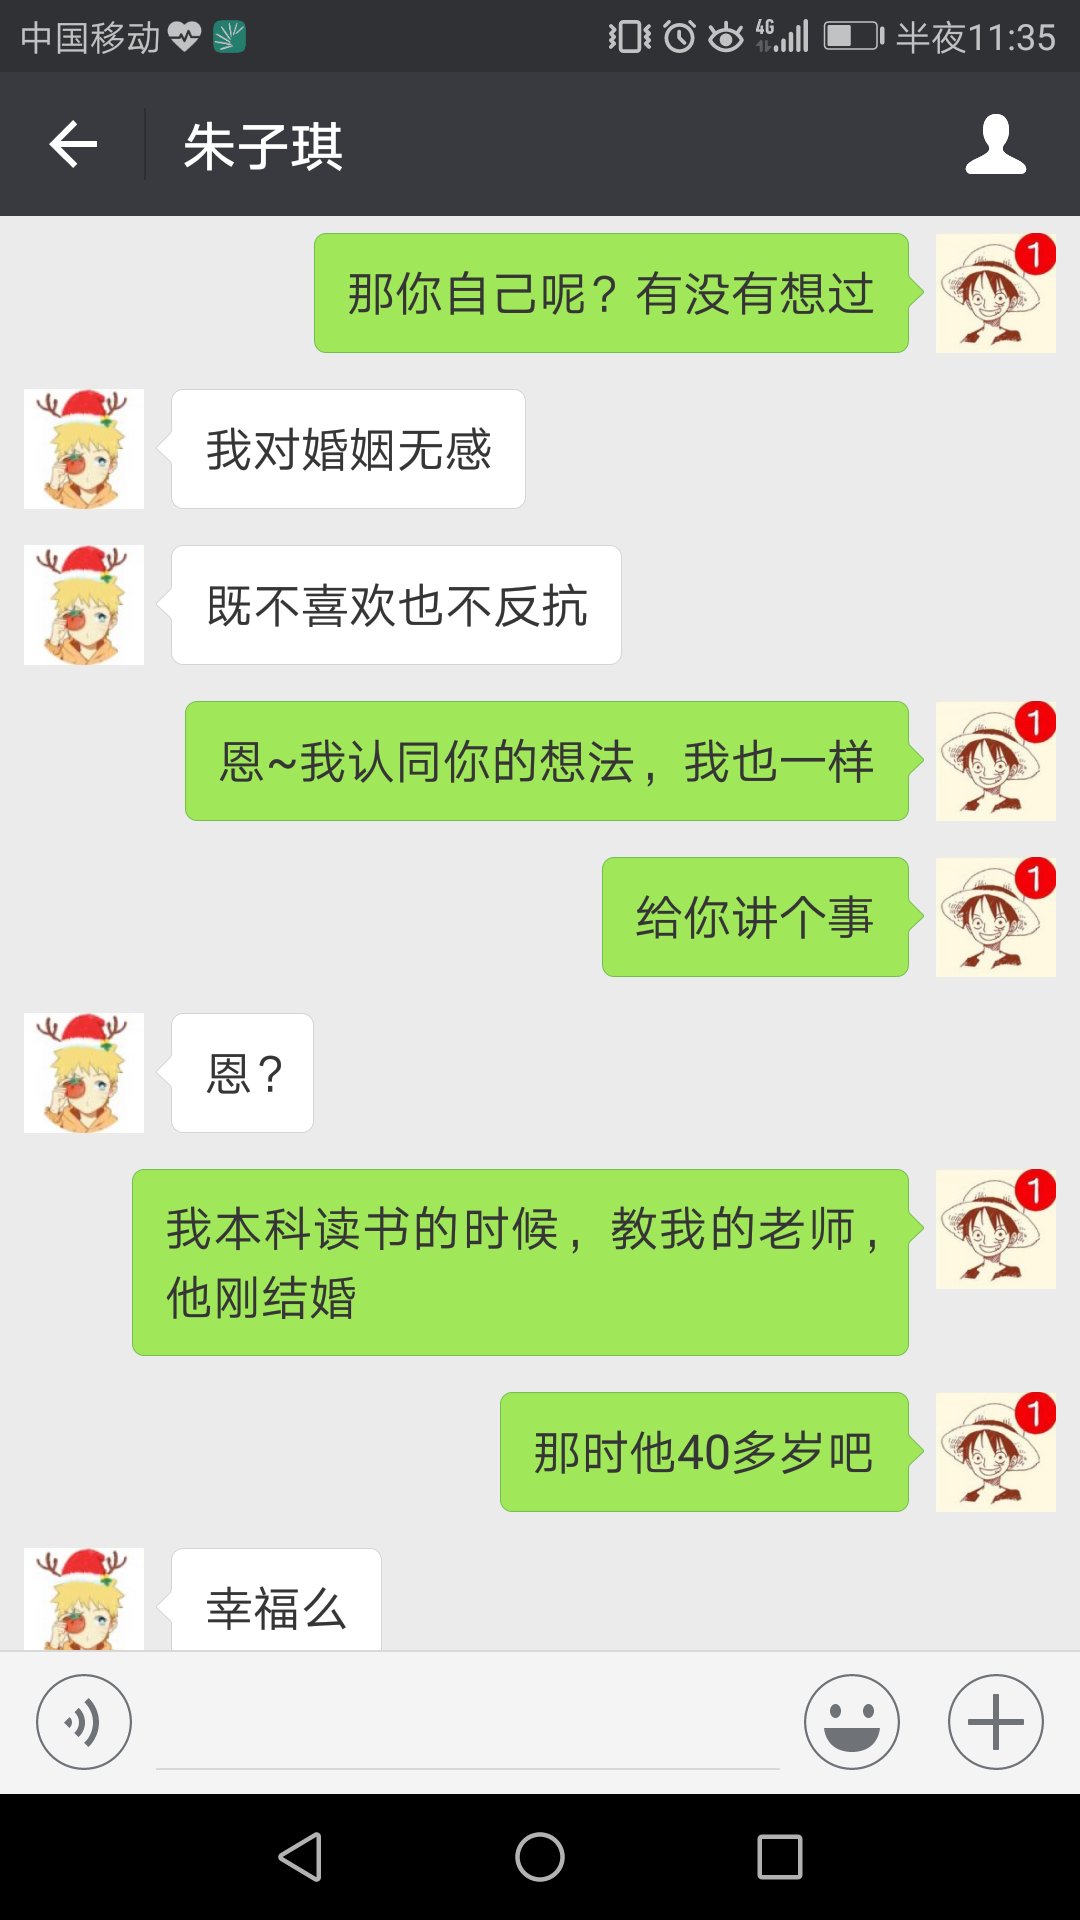 中国移动
4G
半夜11:35
朱子琪
那你自己呢？有没有想过
1
我对婚姻无感
既不喜欢也不反抗
恩~我认同你的想法，我也一样
1
给你讲个事
1
恩？
我本科读书的时候，教我的老师，
他刚结婚
1
那时他40多岁吧
1
幸福么